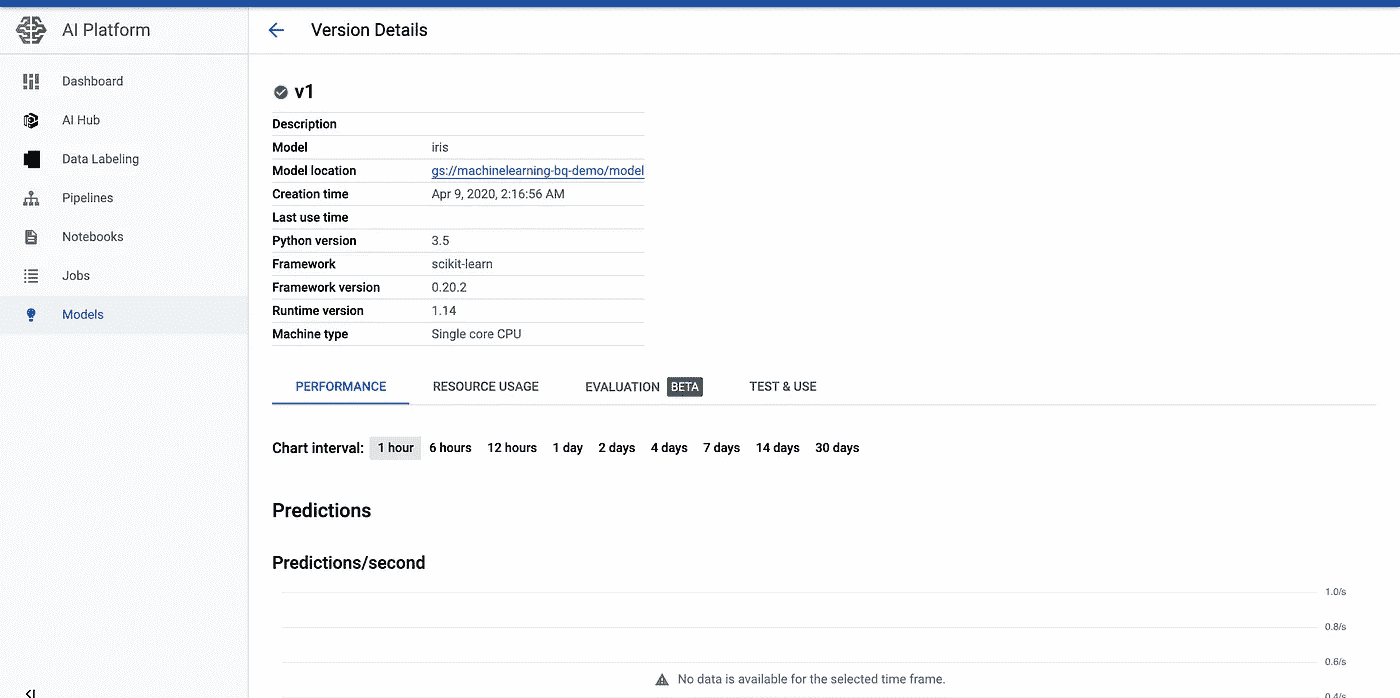 AI Platform
Version Details
Dashboard
AI Hub
Data Labeling
Pipelines
Notebooks
Jobs
Models
v1
Description
Model iris
Model location gs://machinelearning-bq-demo/model
Creation time Apr 9, 2020, 2:16:56 AM
Last use time
Python version 3.5
Framework scikit-learn
Framework version 0.20.2
Runtime version 1.14
Machine type Single core CPU
PERFORMANCE RESOURCE USAGE EVALUATION BETA TEST & USE
Chart interval: 1 hour 6 hours 12 hours 1 day 2 days 4 days 7 days 14 days 30 days
Predictions
Predictions/second
1.0/s
0.8/s
0.6/s
No data is available for the selected time frame.
0.4/s